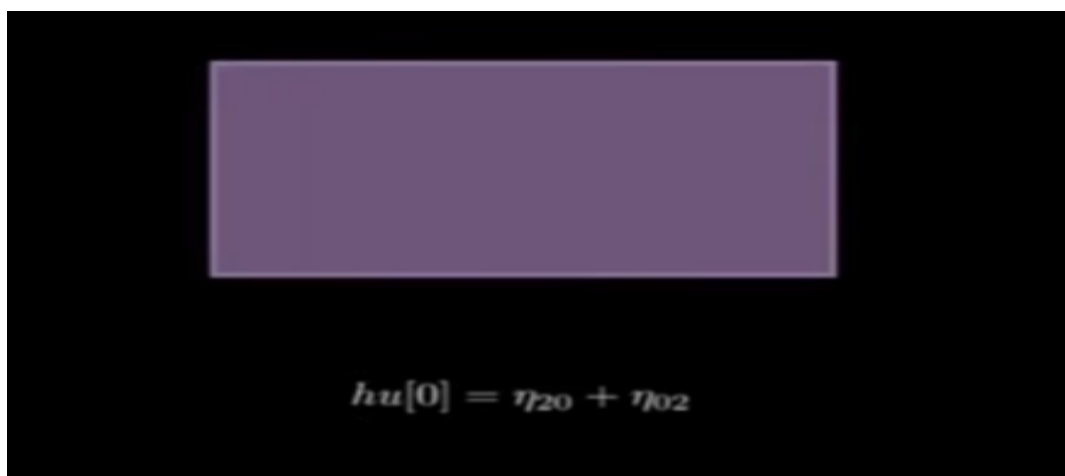 hu[0] = η₂₀ + η₀₂